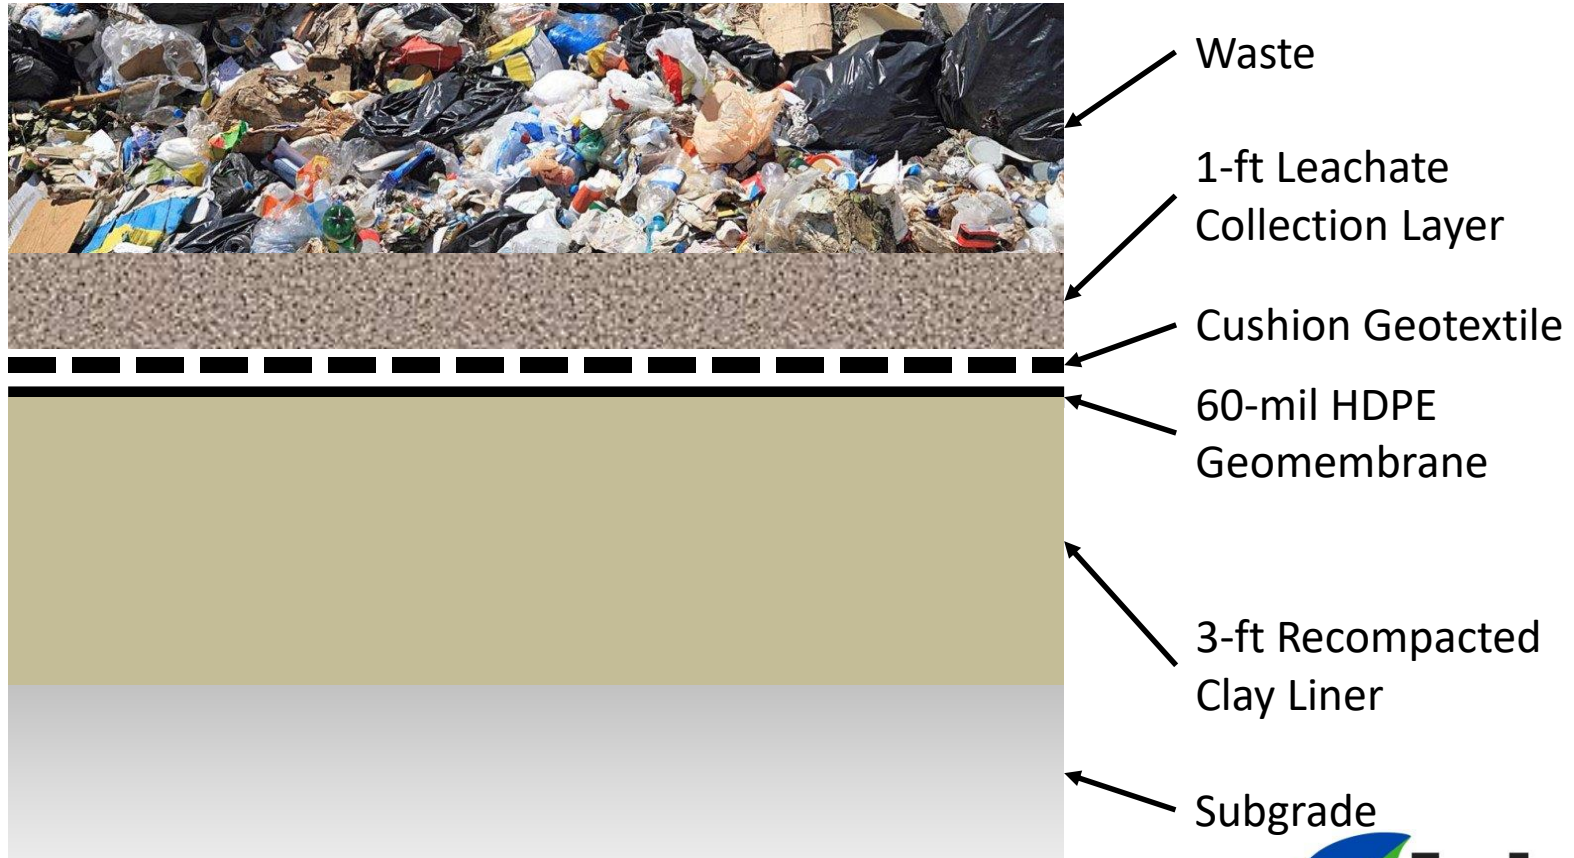 Waste
1-ft Leachate
Collection Layer
Cushion Geotextile
60-mil HDPE
Geomembrane
3-ft Recompacted
Clay Liner
Subgrade